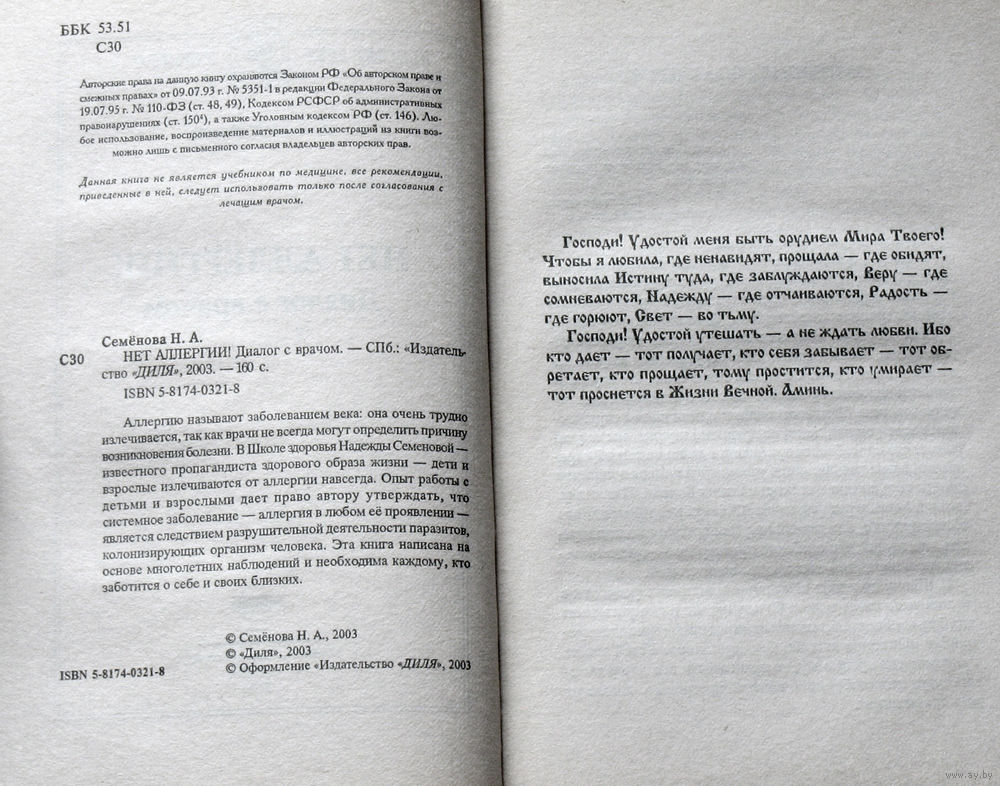 ББК 53.51
С30
Авторские права на данную книгу охраняются Законом РФ «Об авторском праве и
смежных правах» от 09.07.93 г. № 5351-1 в редакции Федерального Закона от
19.07.95 г. № 110-ФЗ (ст. 48, 49), Кодексом РСФСР об административных
правонарушениях (ст. 150⁴), а также Уголовным кодексом РФ (ст. 146). Лю-
бое использование, воспроизведение материалов и иллюстраций из книги воз-
можно лишь с письменного согласия владельцев авторских прав.
Данная книга не является учебником по медицине, все рекомендации,
приведенные в ней, следует использовать только после согласования с
лечащим врачом.
Семёнова Н. А.
С30 НЕТ АЛЛЕРГИИ! Диалог с врачом. — СПб.: «Издатель-
ство «ДИЛЯ», 2003. — 160 с.
ISBN 5-8174-0321-8
Аллергию называют заболеванием века: она очень трудно
излечивается, так как врачи не всегда могут определить причину
возникновения болезни. В Школе здоровья Надежды Семеновой —
известного пропагандиста здорового образа жизни — дети и
взрослые излечиваются от аллергии навсегда. Опыт работы с
детьми и взрослыми дает право автору утверждать, что
системное заболевание — аллергия в любом её проявлении —
является следствием разрушительной деятельности паразитов,
колонизирующих организм человека. Эта книга написана на
основе многолетних наблюдений и необходима каждому, кто
заботится о себе и своих близких.
© Семёнова Н. А., 2003
© «Диля», 2003
ISBN 5-8174-0321-8 © Оформление «Издательство «ДИЛЯ», 2003
Господи! Удостой меня быть орудием Мира Твоего!
Чтобы я любила, где ненавидят, прощала — где обидят,
выносила Истину туда, где заблуждаются, Веру — где
сомневаются, Надежду — где отчаиваются, Радость —
где горюют, Свет — во тьму.
Господи! Удостой утешать — а не ждать любви. Ибо
кто дает — тот получает, кто себя забывает — тот об-
ретает, кто прощает, тому простится, кто умирает —
тот проснется в Жизни Вечной. Аминь.
www.ay.by